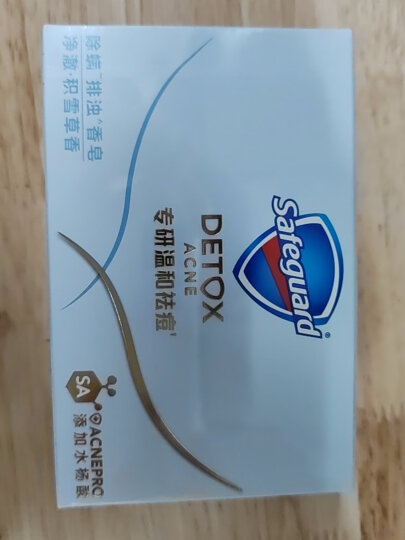 Safeguard®
DETOX
ACNE
专研温和祛痘
除螨 排浊 香皂
净澈·积雪草香
SA
ACNEPRO
添加水杨酸